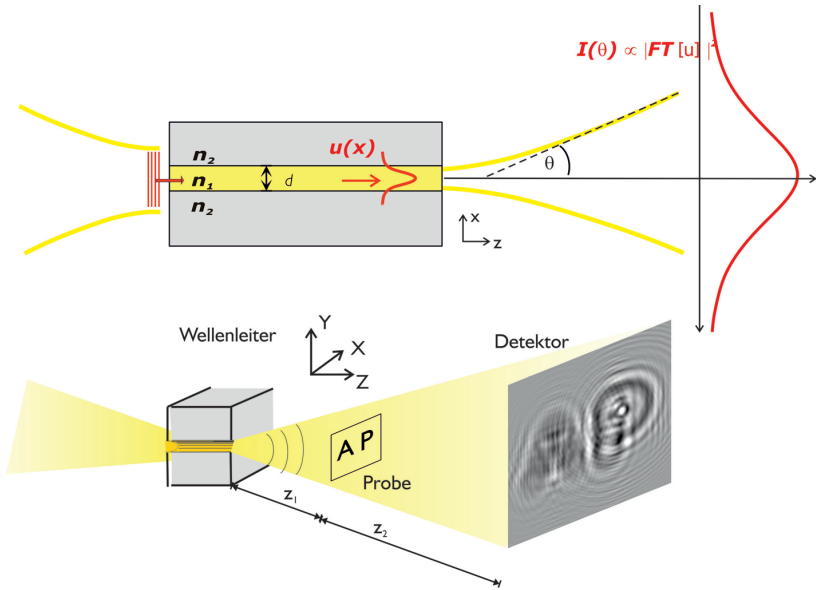 I(θ) ∝ |FT [u] |²
n₂
u(x)
n₁
d
θ
n₂
x
z
Wellenleiter
Y
X
Z
Detektor
A P
Probe
z₁
z₂